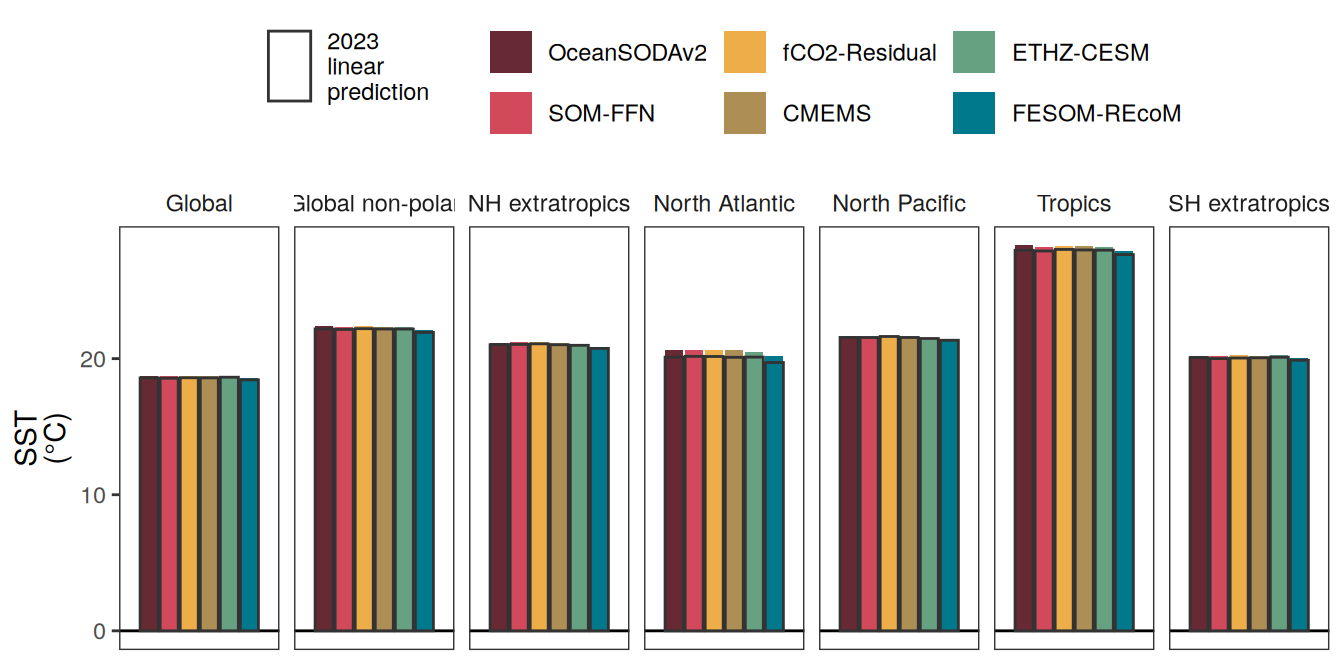 2023
linear
prediction
OceanSODAv2
fCO2-Residual
ETHZ-CESM
SOM-FFN
CMEMS
FESOM-REcoM
Global
Global non-polar
NH extratropics
North Atlantic
North Pacific
Tropics
SH extratropics
SST
(°C)
20
10
0